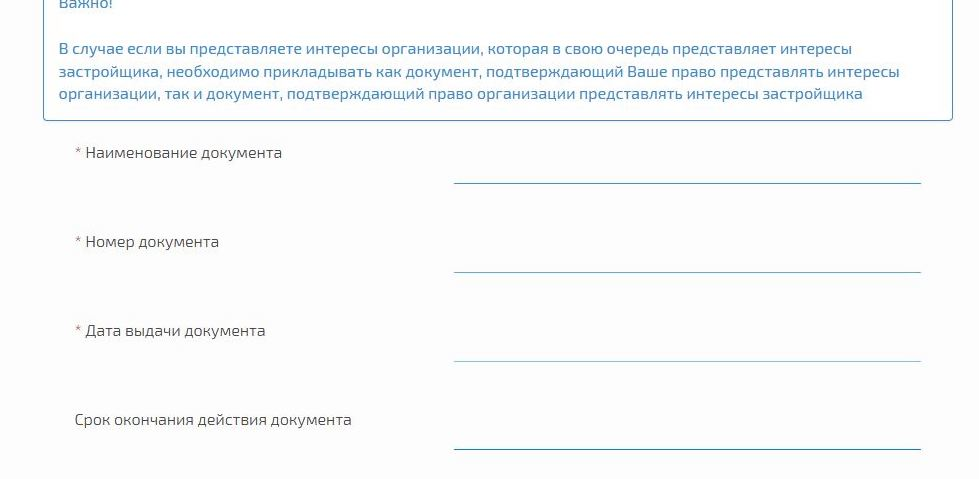 Важно!
В случае если вы представляете интересы организации, которая в свою очередь представляет интересы
застройщика, необходимо прикладывать как документ, подтверждающий Ваше право представлять интересы
организации, так и документ, подтверждающий право организации представлять интересы застройщика
* Наименование документа
* Номер документа
* Дата выдачи документа
Срок окончания действия документа